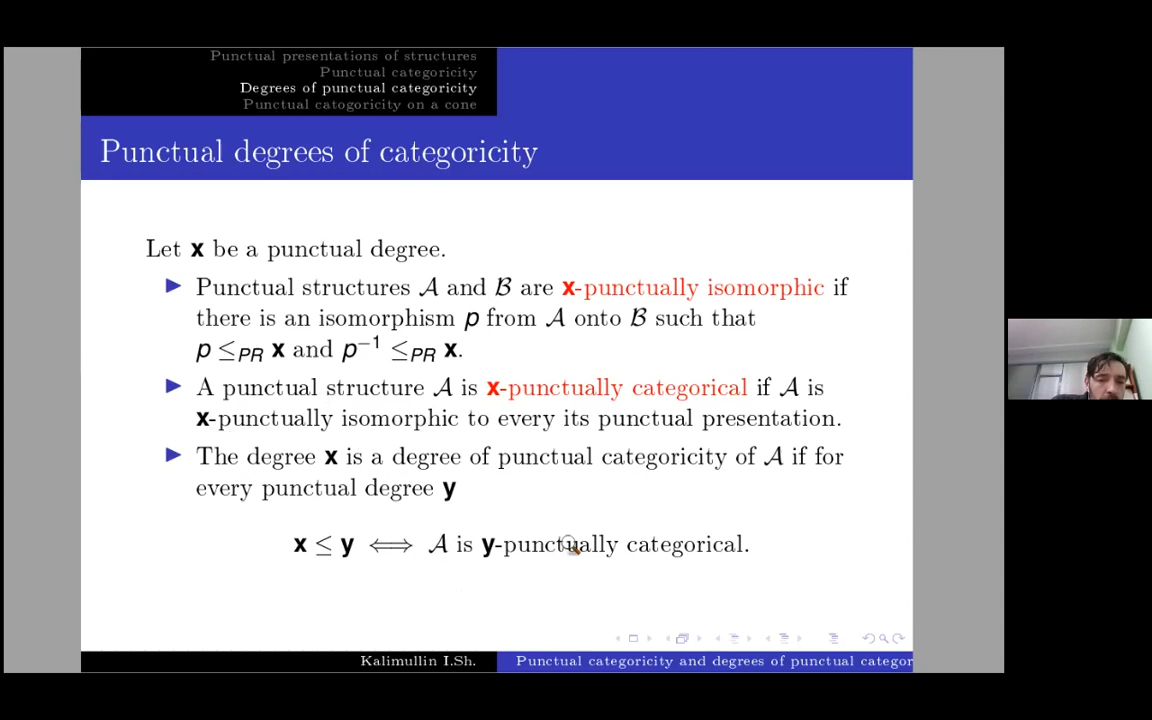 Punctual presentations of structures
Punctual categoricity
Degrees of punctual categoricity
Punctual catogoricity on a cone
Punctual degrees of categoricity
Let x be a punctual degree.
▶ Punctual structures 𝒜 and ℬ are x-punctually isomorphic if
there is an isomorphism p from 𝒜 onto ℬ such that
p ≤_PR x and p⁻¹ ≤_PR x.
▶ A punctual structure 𝒜 is x-punctually categorical if 𝒜 is
x-punctually isomorphic to every its punctual presentation.
▶ The degree x is a degree of punctual categoricity of 𝒜 if for
every punctual degree y
x ≤ y ⟺ 𝒜 is y-punctually categorical.
Kalimullin I.Sh.
Punctual categoricity and degrees of punctual categor